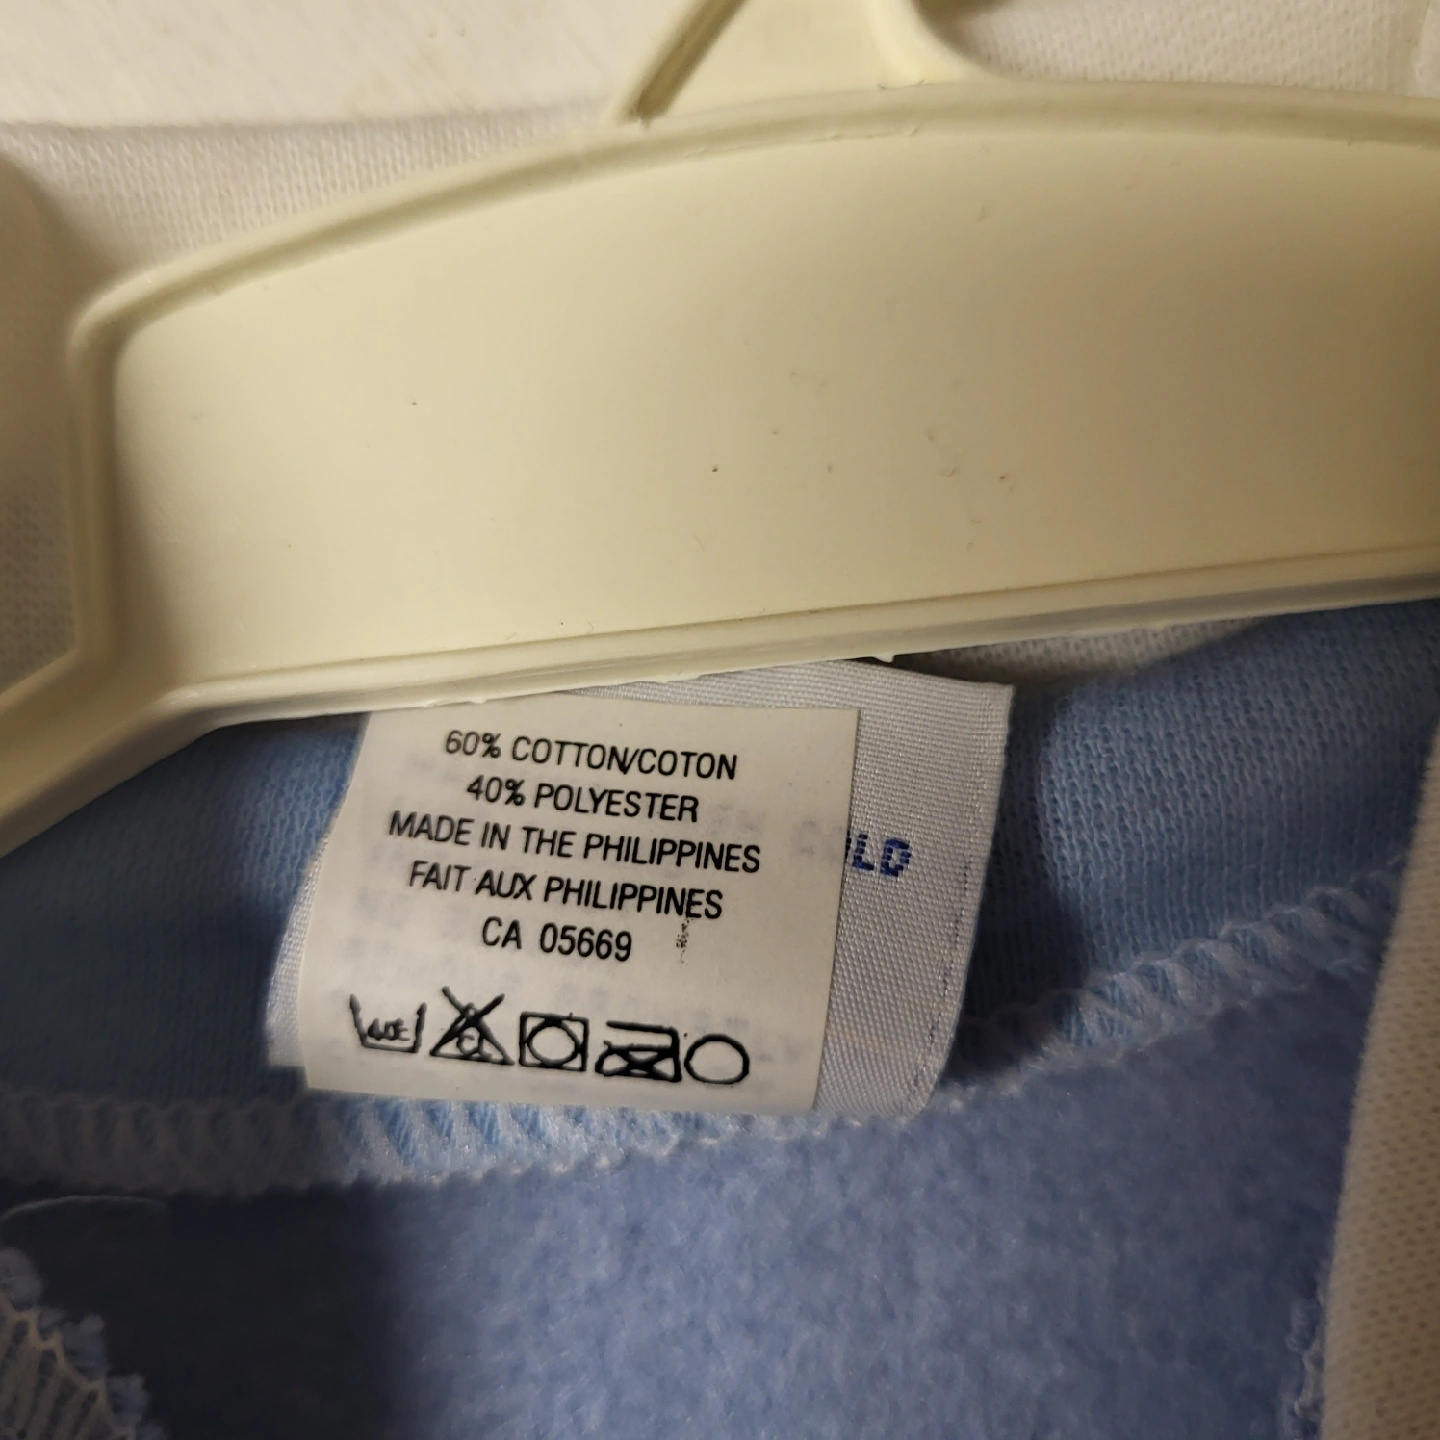 60% COTTON/COTON
40% POLYESTER
MADE IN THE PHILIPPINES
FAIT AUX PHILIPPINES
CA 05669